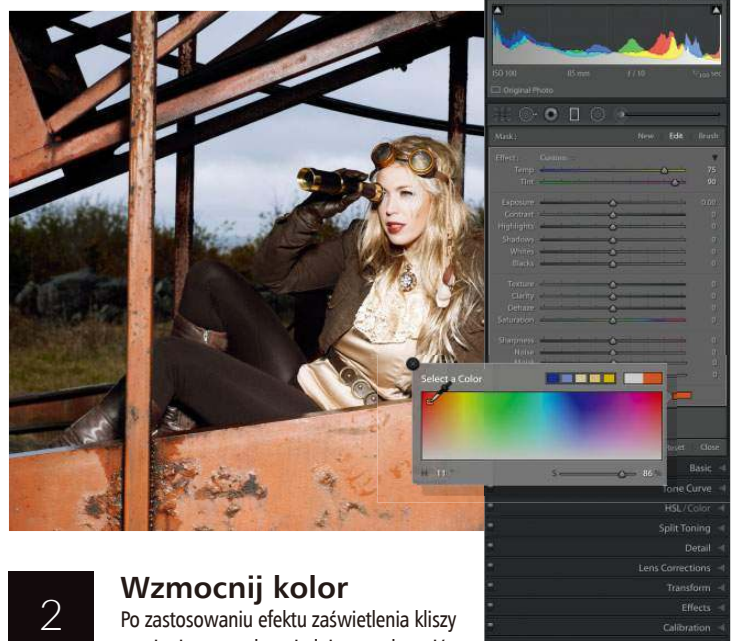 ISO 100 85 mm f / 10
Original Photo
Mask : New Edit Brush
Effect : Custom
Temp 75
Tint 90
Exposure 0.00
Contrast 0
Highlights 0
Shadows 0
Whites 0
Blacks 0
Texture 0
Clarity 0
Dehaze 0
Saturation 0
Sharpness 0
Noise 0
0
Select a Color
H 11 ° S 86 %
Close
Basic
Tone Curve
HSL / Color
Split Toning
Detail
Lens Corrections
Transform
Effects
Calibration
2
Wzmocnij kolor
Po zastosowaniu efektu zaświetlenia kliszy